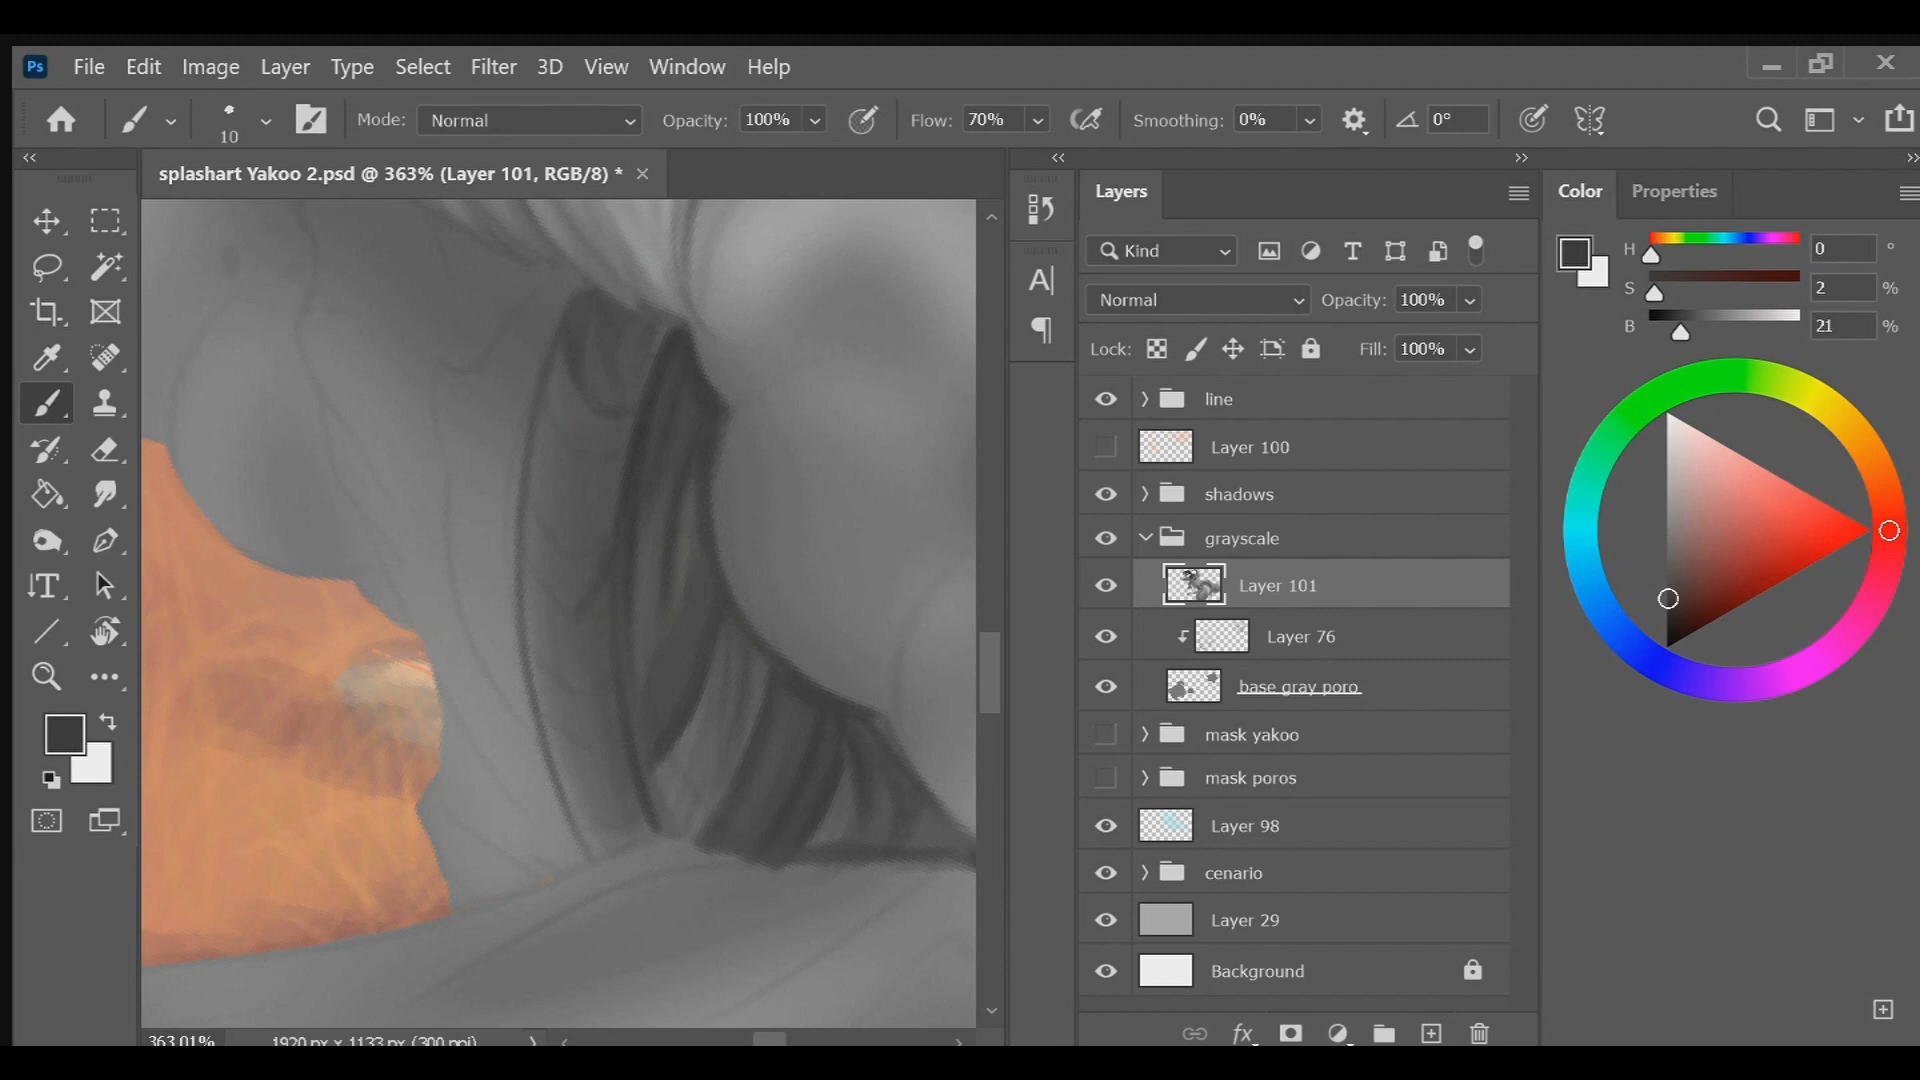 Ps File Edit Image Layer Type Select Filter 3D View Window Help
10 Mode: Normal Opacity: 100% Flow: 70% Smoothing: 0% 0°
splashart Yakoo 2.psd @ 363% (Layer 101, RGB/8) *
Layers
Color Properties
Kind
H 0 °
Normal Opacity: 100%
S 2 %
B 21 %
Lock: Fill: 100%
line
Layer 100
shadows
grayscale
Layer 101
Layer 76
base gray poro
mask yakoo
mask poros
Layer 98
cenario
Layer 29
Background
363.01% 1920 px x 1133 px (300 ppi)